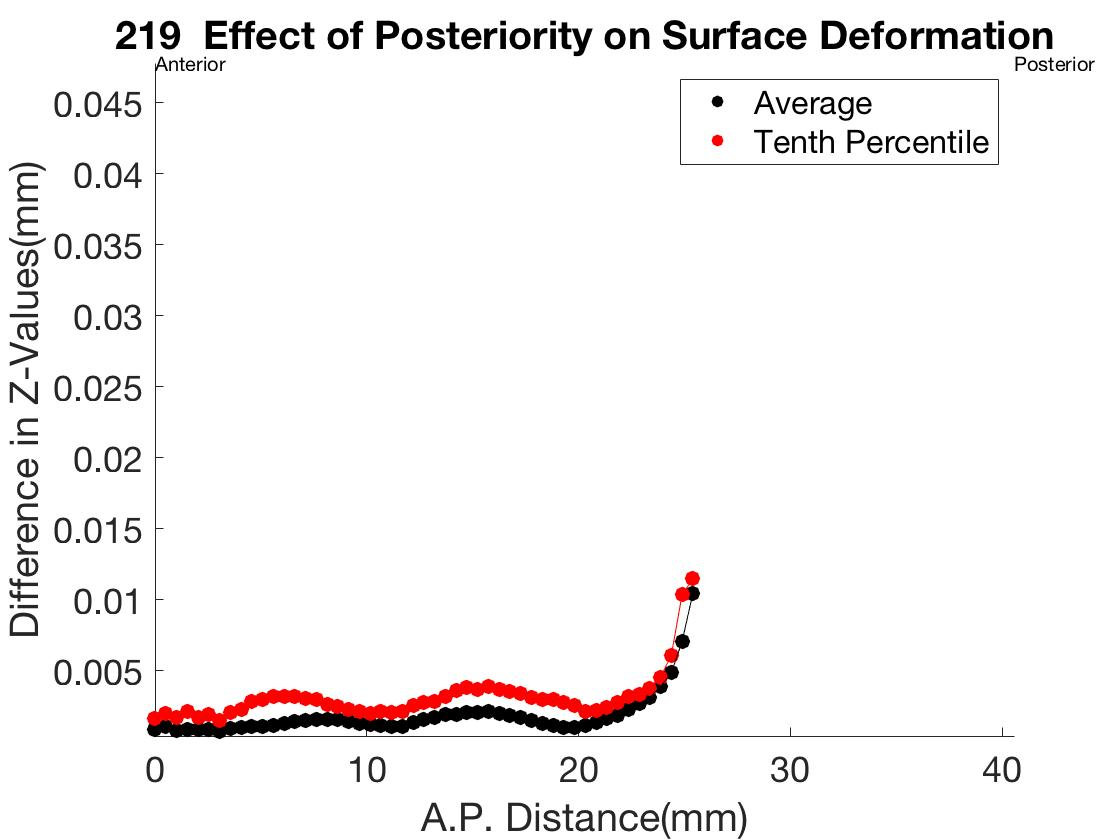 219  Effect of Posteriority on Surface Deformation
Anterior
Posterior
Average
Tenth Percentile
0.045
0.04
0.035
0.03
0.025
0.02
0.015
0.01
0.005
Difference in Z-Values(mm)
0
10
20
30
40
A.P. Distance(mm)